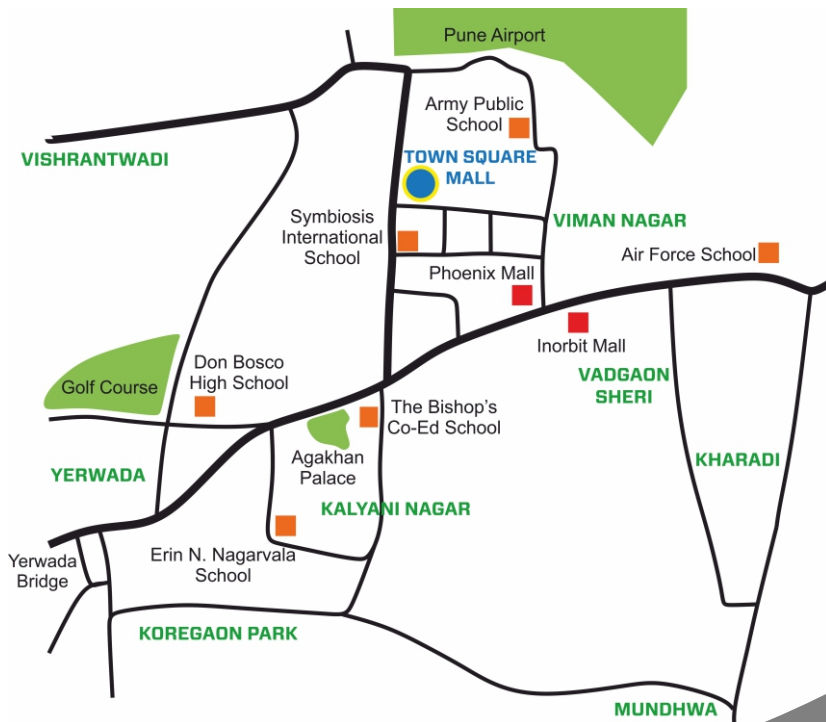 Pune Airport
Army Public
School
VISHRANTWADI
TOWN SQUARE
MALL
Symbiosis
International
School
VIMAN NAGAR
Air Force School
Phoenix Mall
Inorbit Mall
Golf Course
Don Bosco
High School
VADGAON
SHERI
The Bishop's
Co-Ed School
Agakhan
Palace
KHARADI
YERWADA
KALYANI NAGAR
Yerwada
Bridge
Erin N. Nagarvala
School
KOREGAON PARK
MUNDHWA